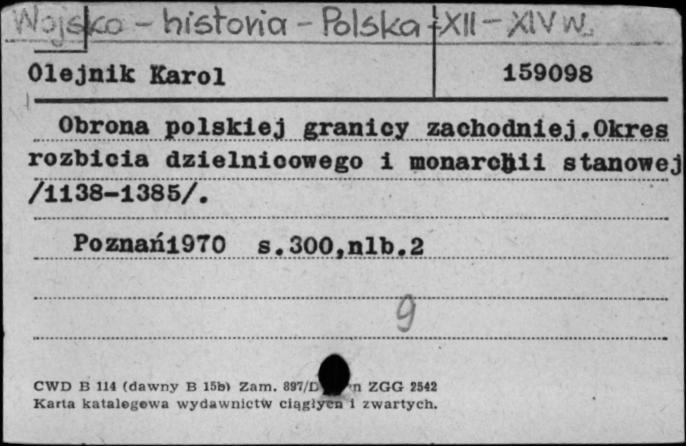 Wojsko - historia - Polska - XII - XIV w.
Olejnik Karol 159098
Obrona polskiej granicy zachodniej.Okres
rozbicia dzielnicowego i monarchii stanowej
/1138-1385/.
Poznań1970 s.300,nlb.2
9
CWD B 114 (dawny B 15b) Zam. 897/D n ZGG 2542
Karta katalogowa wydawnictw ciągłych i zwartych.